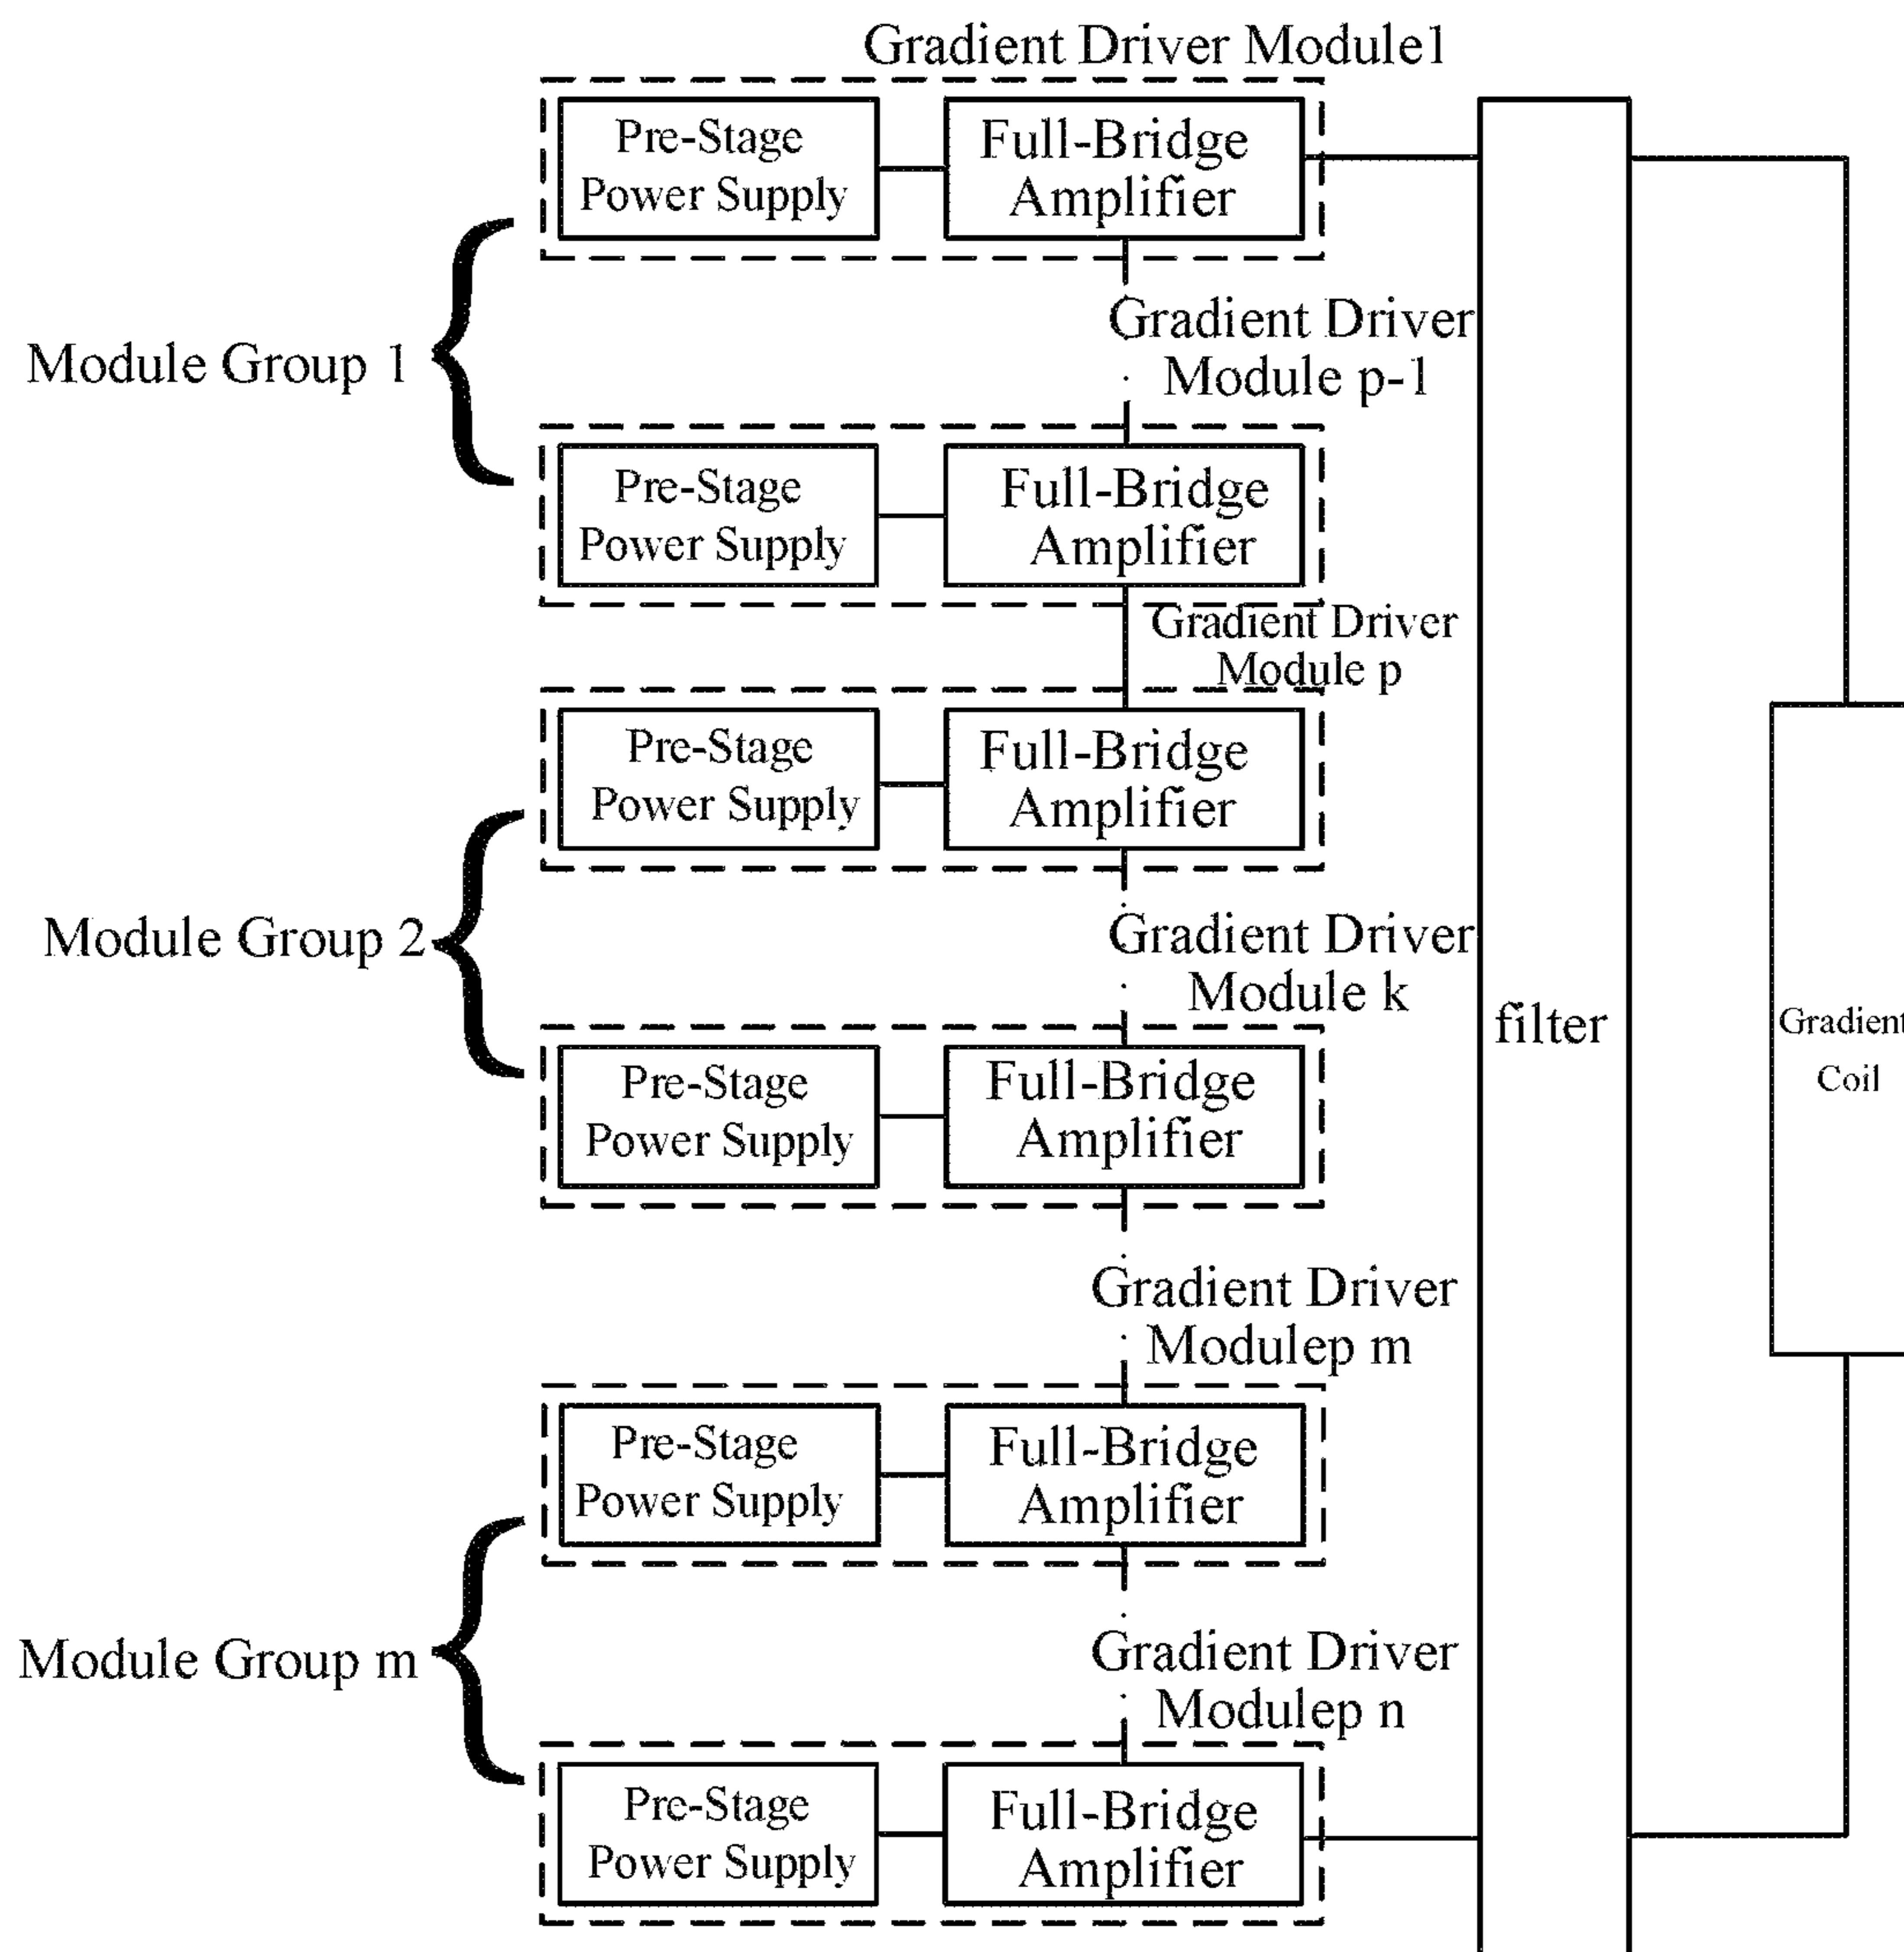 Gradient Driver Module1
Pre-Stage
Power Supply
Full-Bridge
Amplifier
Module Group 1
Gradient Driver
Module p-1
Pre-Stage
Power Supply
Full-Bridge
Amplifier
Gradient Driver
Module p
Pre-Stage
Power Supply
Full-Bridge
Amplifier
Module Group 2
Gradient Driver
Module k
Pre-Stage
Power Supply
Full-Bridge
Amplifier
filter
Gradient
Coil
Gradient Driver
Modulep m
Pre-Stage
Power Supply
Full-Bridge
Amplifier
Module Group m
Gradient Driver
Modulep n
Pre-Stage
Power Supply
Full-Bridge
Amplifier